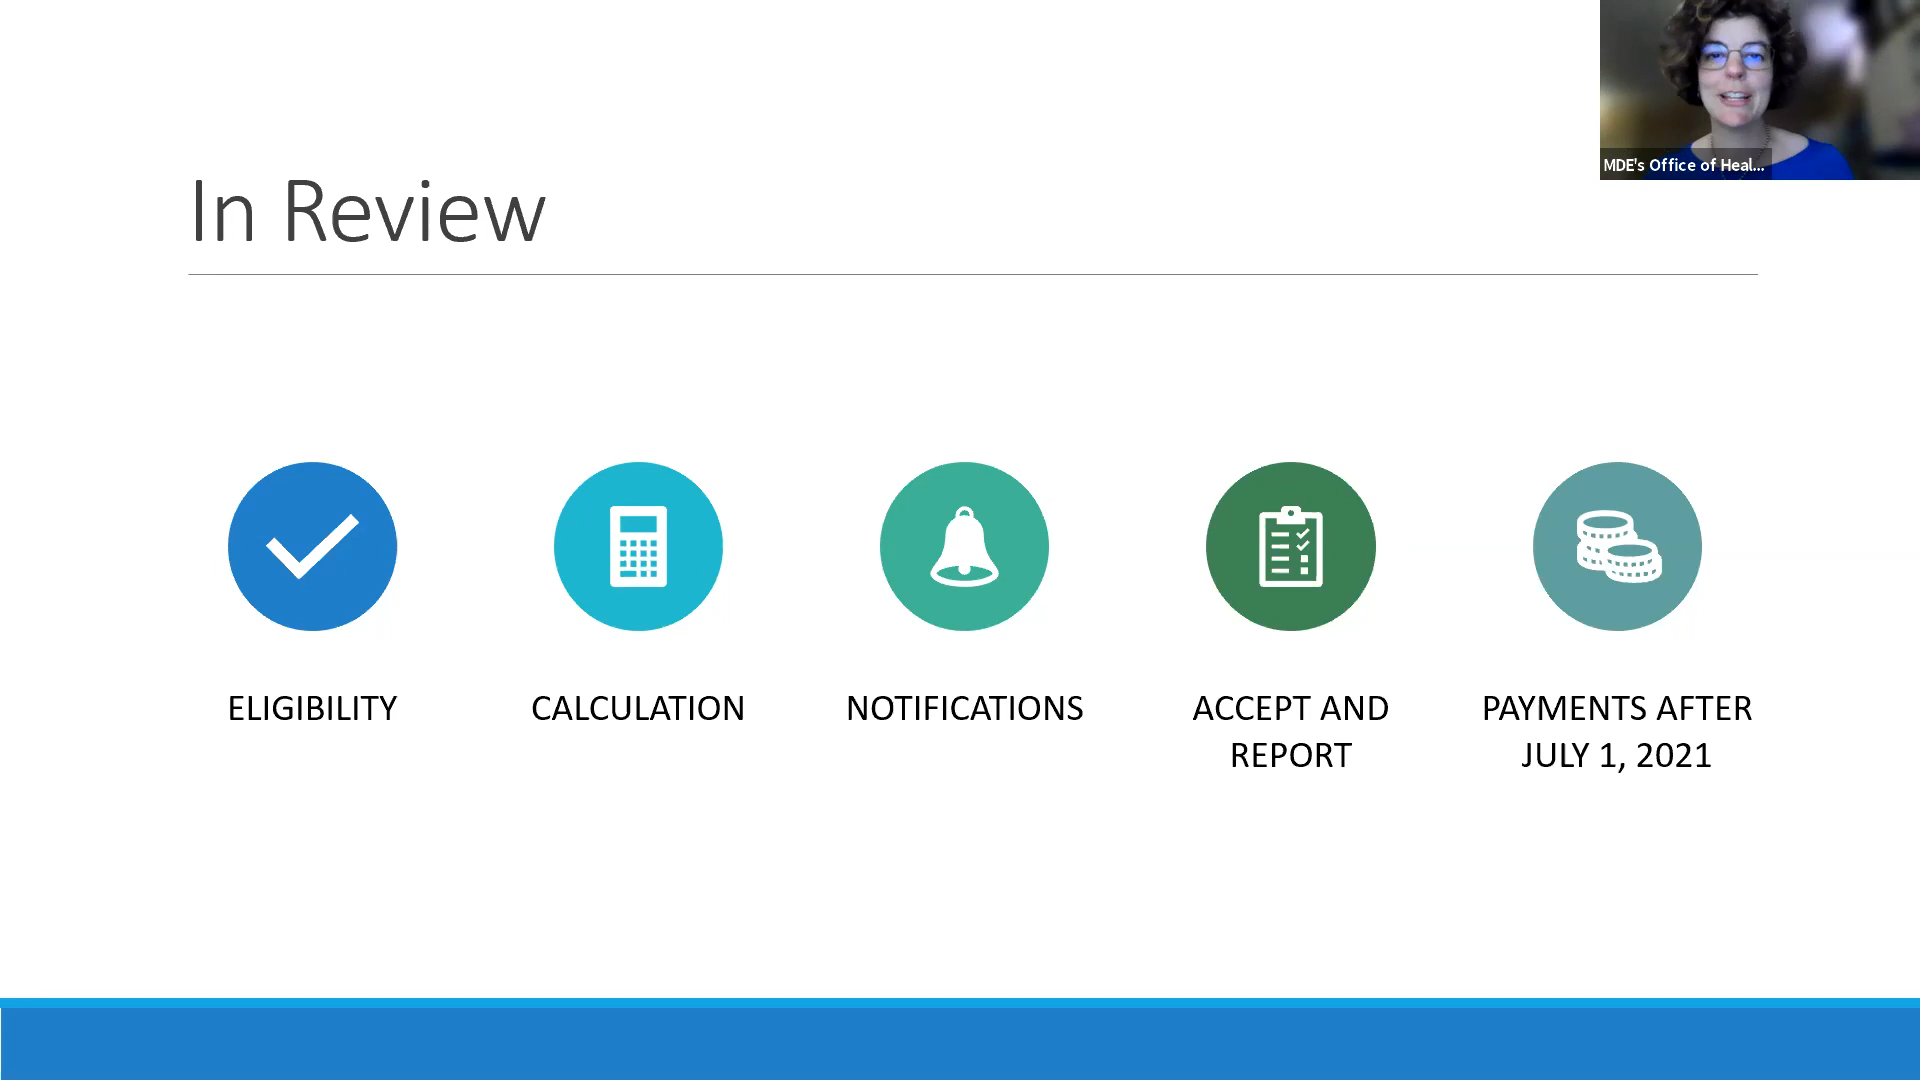 MDE's Office of Heal...
In Review
ELIGIBILITY
CALCULATION
NOTIFICATIONS
ACCEPT AND
REPORT
PAYMENTS AFTER
JULY 1, 2021